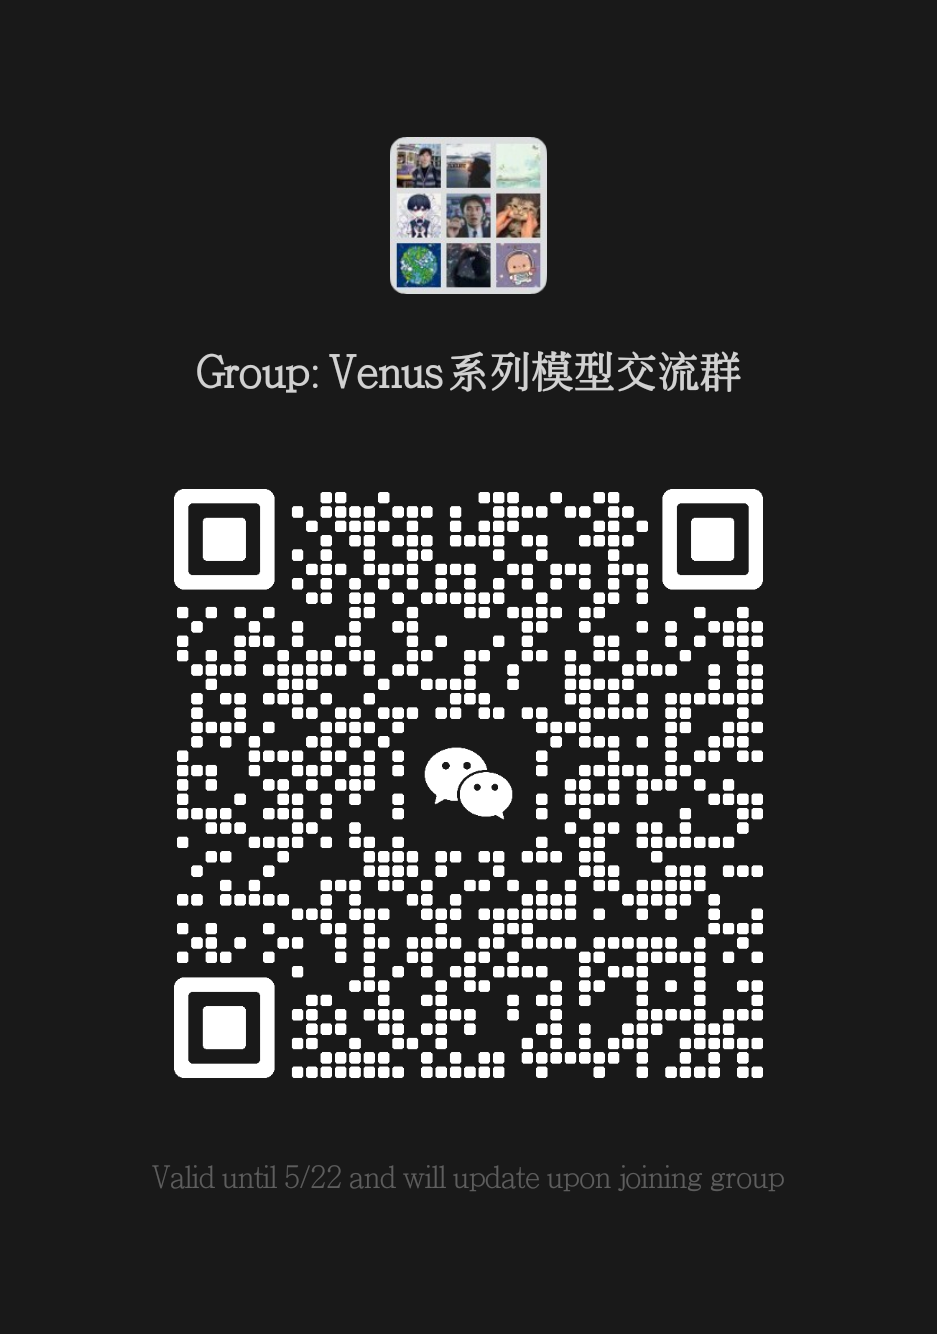 Group: Venus系列模型交流群
Valid until 5/22 and will update upon joining group